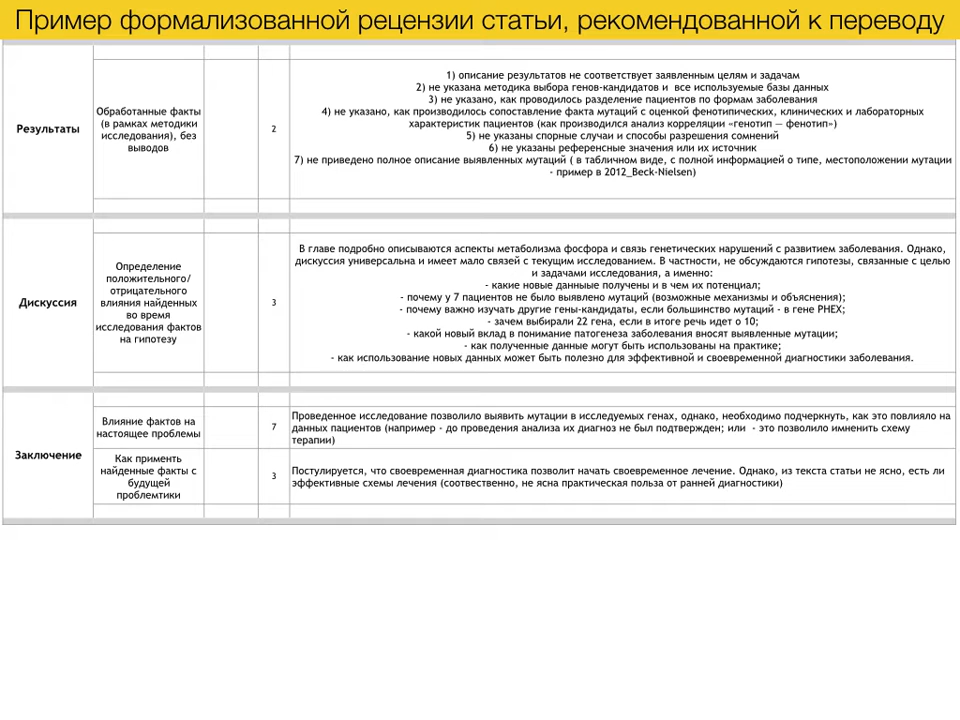 Пример формализованной рецензии статьи, рекомендованной к переводу
Результаты
Обработанные факты
(в рамках методики
исследования), без
выводов
2
1) описание результатов не соответствует заявленным целям и задачам
2) не указана методика выбора генов-кандидатов и все используемые базы данных
3) не указано, как проводилось разделение пациентов по формам заболевания
4) не указано, как производилось сопоставление факта мутаций с оценкой фенотипических, клинических и лабораторных
характеристик пациентов (как производился анализ корреляции «генотип — фенотип»)
5) не указаны спорные случаи и способы разрешения сомнений
6) не указаны референсные значения или их источник
7) не приведено полное описание выявленных мутаций ( в табличном виде, с полной информацией о типе, местоположении мутации
- пример в 2012_Beck-Nielsen)
Дискуссия
Определение
положительного/
отрицательного
влияния найденных
во время
исследования фактов
на гипотезу
3
В главе подробно описываются аспекты метаболизма фосфора и связь генетических нарушений с развитием заболевания. Однако,
дискуссия универсальна и имеет мало связей с текущим исследованием. В частности, не обсуждаются гипотезы, связанные с целью
и задачами исследования, а именно:
- какие новые данныые получены и в чем их потенциал;
- почему у 7 пациентов не было выявлено мутаций (возможные механизмы и объяснения);
- почему важно изучать другие гены-кандидаты, если большинство мутаций - в гене PHEX;
- зачем выбирали 22 гена, если в итоге речь идет о 10;
- какой новый вклад в понимание патогенеза заболевания вносят выявленные мутации;
- как полученные данные могут быть использованы на практике;
- как использование новых данных может быть полезно для эффективной и своевременной диагностики заболевания.
Заключение
Влияние фактов на
настоящее проблемы
7
Проведенное исследование позволило выявить мутации в исследуемых генах, однако, необходимо подчеркнуть, как это повлияло на
данных пациентов (например - до проведения анализа их диагноз не был подтвержден; или - это позволило имненить схему
терапии)
Как применть
найденные факты с
будущей
проблемтики
3
Постулируется, что своевременная диагностика позволит начать своевременное лечение. Однако, из текста статьи не ясно, есть ли
эффективные схемы лечения (соотвественно, не ясна практическая польза от ранней диагностики)